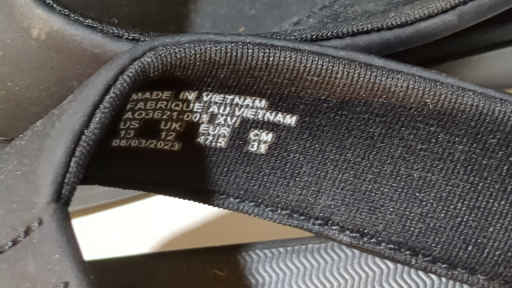 MADE IN VIETNAM
FABRIQUE AU VIETNAM
AO3621-001 XV
US UK EUR CM
13 12 47.5 31
08/03/2023